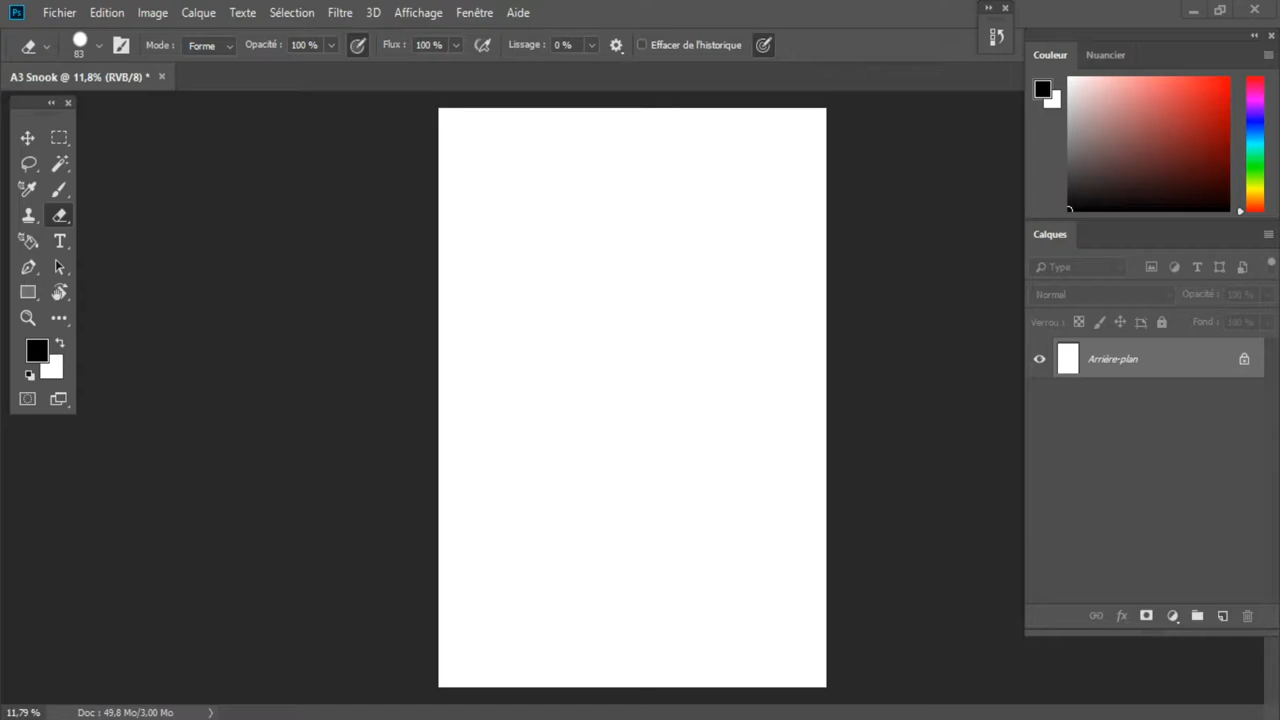 Ps Fichier Edition Image Calque Texte Sélection Filtre 3D Affichage Fenêtre Aide
83 Mode : Forme Opacité : 100 % Flux : 100 % Lissage : 0 % Effacer de l'historique
A3 Snook @ 11,8% (RVB/8) *
Couleur Nuancier
Calques
Type
Normal Opacité : 100 %
Verrou : Fond : 100 %
Arrière-plan
11,79 % Doc : 49,8 Mo/3,00 Mo